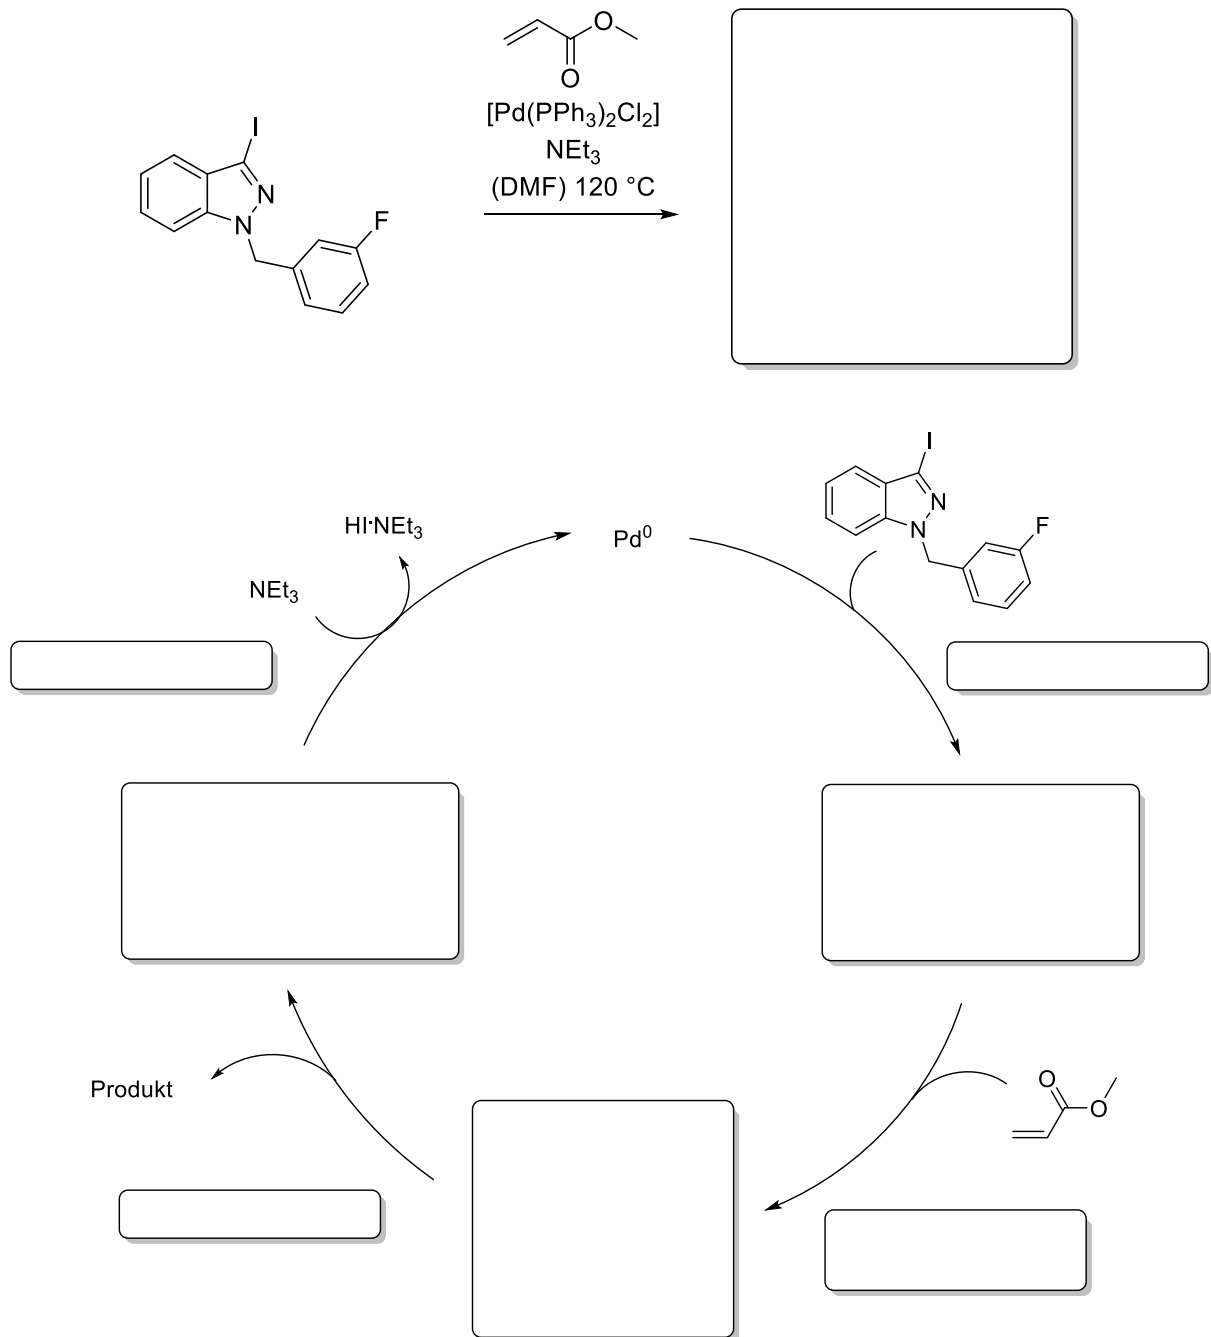 O
O
[Pd(PPh₃)₂Cl₂]
NEt₃
(DMF) 120 °C
I
N
N
F
I
N
N
F
HI·NEt₃
Pd⁰
NEt₃
Produkt
O
O